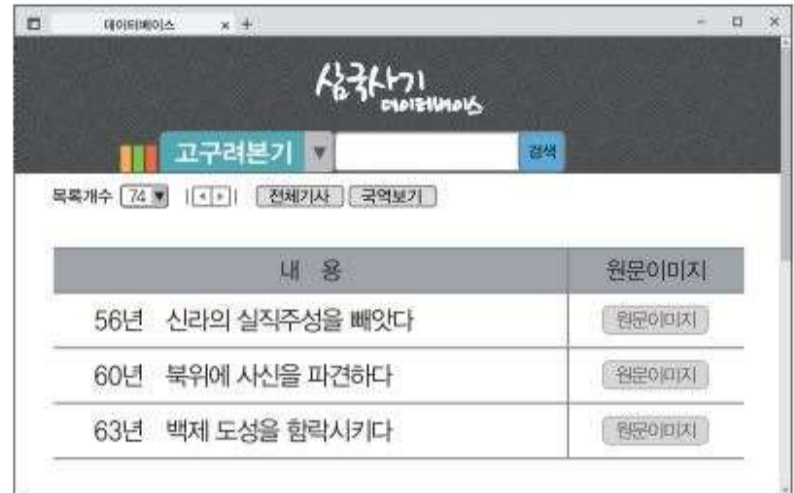 데이터베이스 × +
삼국사기
데이터베이스
고구려본기 ▼ 검색
목록개수 74 ▼ 전체기사 국역보기
내 용 원문이미지
56년 신라의 실직주성을 빼앗다 원문이미지
60년 북위에 사신을 파견하다 원문이미지
63년 백제 도성을 함락시키다 원문이미지